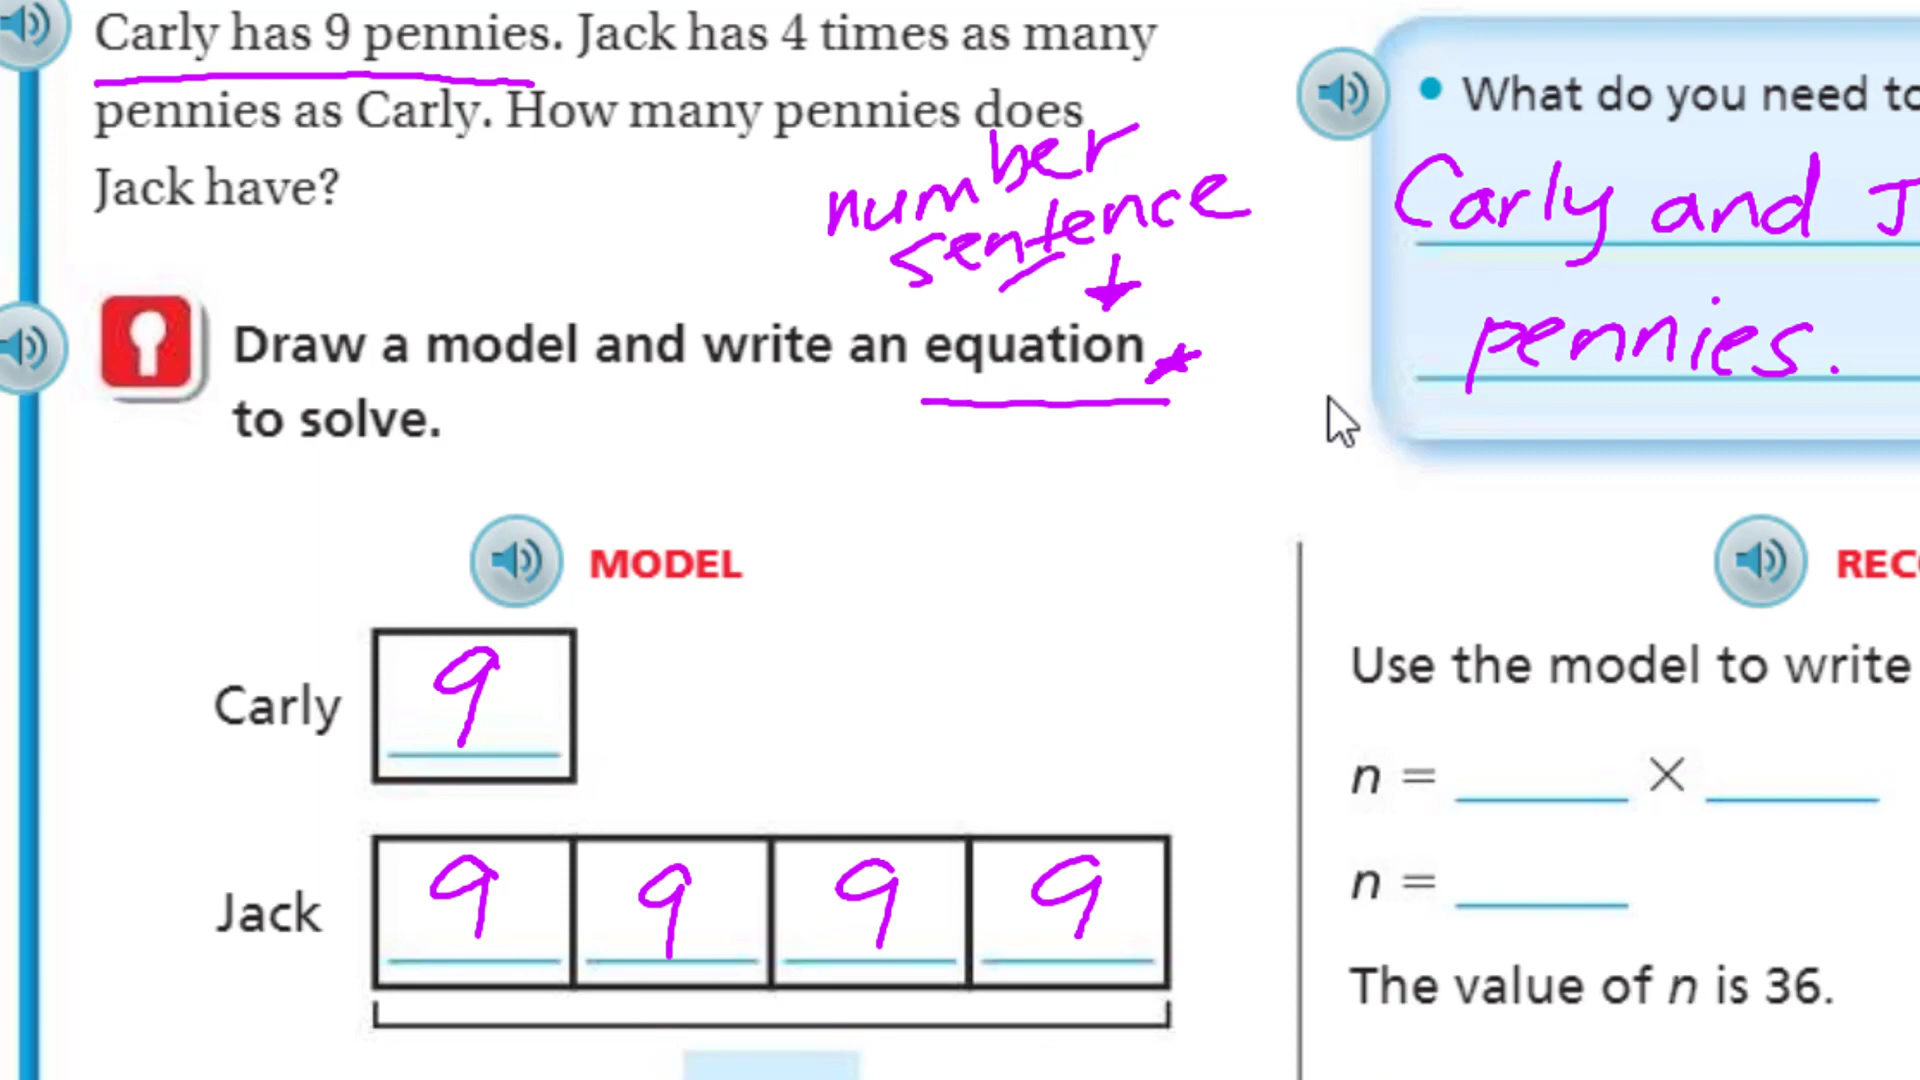 Carly has 9 pennies. Jack has 4 times as many
pennies as Carly. How many pennies does
Jack have?
number
sentence
Draw a model and write an equation
to solve.
What do you need to
Carly and J
pennies.
MODEL
Carly 9
Jack 9 9 9 9
REC
Use the model to write
n = ×
n =
The value of n is 36.